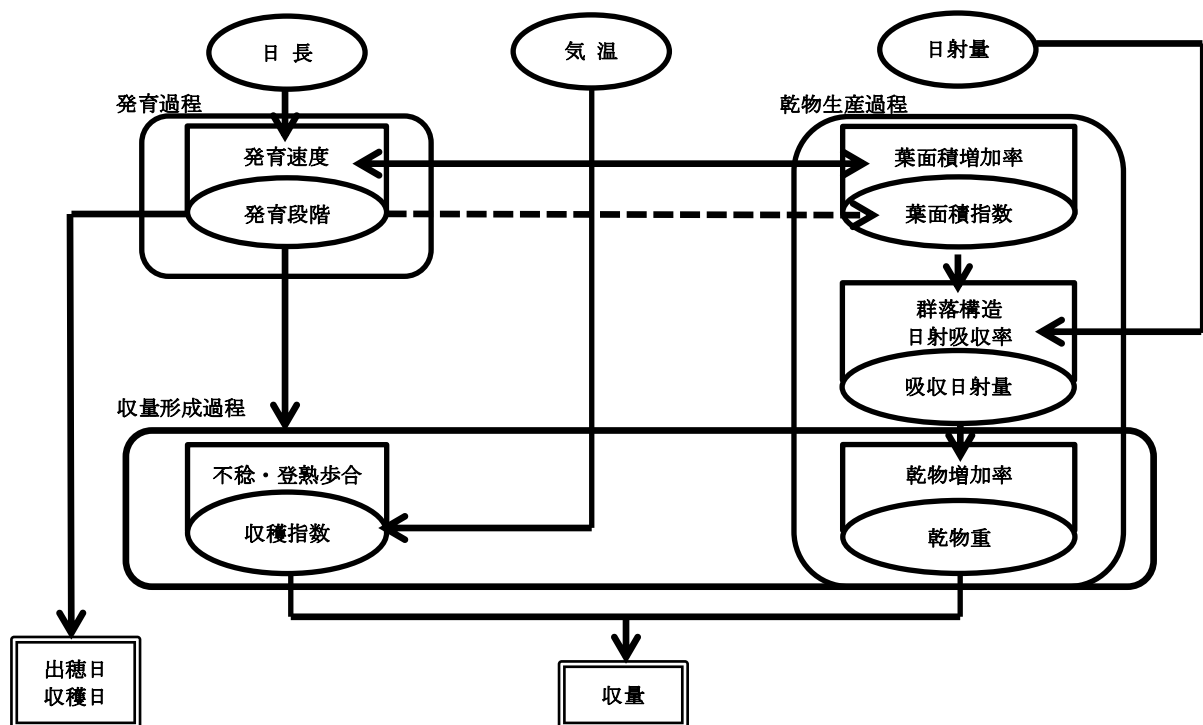 日 長
気 温
日射量
発育過程
乾物生産過程
発育速度
葉面積増加率
発育段階
葉面積指数
群落構造
日射吸収率
吸収日射量
収量形成過程
不稔・登熟歩合
乾物増加率
収穫指数
乾物重
出穂日
収穫日
収量